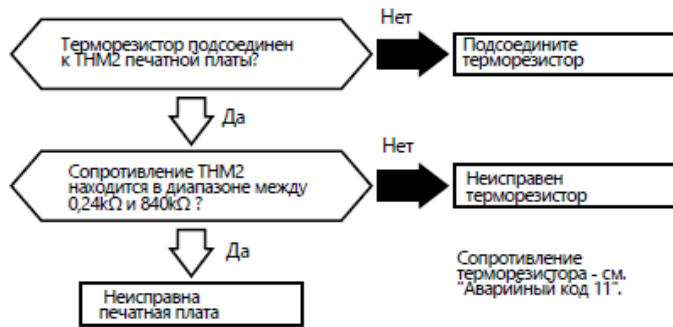 Нет
Терморезистор подсоединен
к THM2 печатной платы?
Подсоедините
терморезистор
Да
Нет
Сопротивление THM2
находится в диапазоне между
0,24kΩ и 840kΩ ?
Неисправен
терморезистор
Да
Сопротивление
терморезистора - см.
"Аварийный код 11".
Неисправна
печатная плата